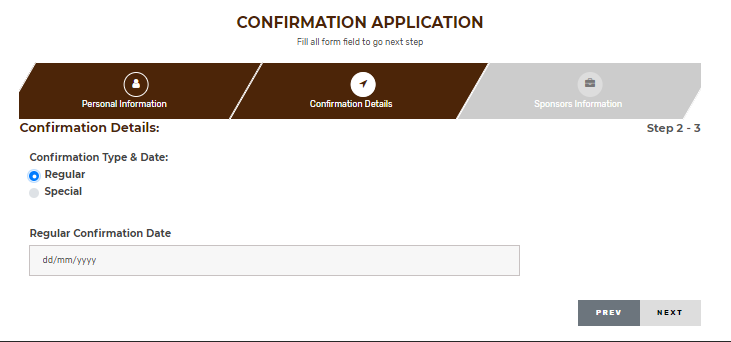 CONFIRMATION APPLICATION
Fill all form field to go next step
Personal Information
Confirmation Details
Sponsors Information
Confirmation Details:
Step 2 - 3
Confirmation Type & Date:
Regular
Special
Regular Confirmation Date
dd/mm/yyyy
PREV
NEXT